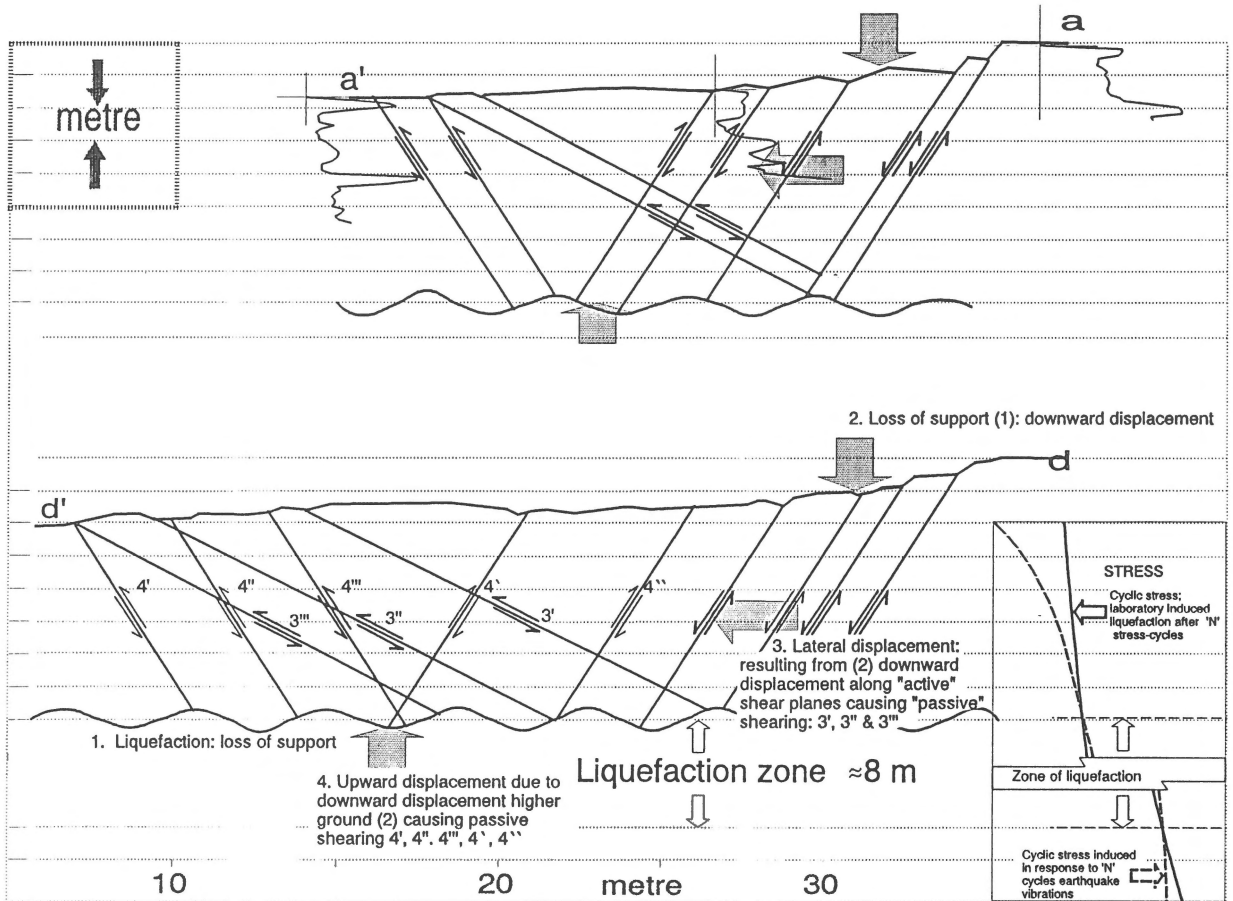 a
a'
metre
2. Loss of support (1): downward displacement
d
d'
4' 4" 4"' 4` 4``
3"' 3" 3'
STRESS
Cyclic stress;
laboratory induced
liquefaction after 'N'
stress-cycles
3. Lateral displacement:
resulting from (2) downward
displacement along "active"
shear planes causing "passive"
shearing: 3', 3" & 3"'
1. Liquefaction: loss of support
4. Upward displacement due to
downward displacement higher
ground (2) causing passive
shearing 4', 4". 4"', 4`, 4``
Liquefaction zone ≈8 m
Zone of liquefaction
Cyclic stress induced
in response to 'N'
cycles earthquake
vibrations
10 20 metre 30